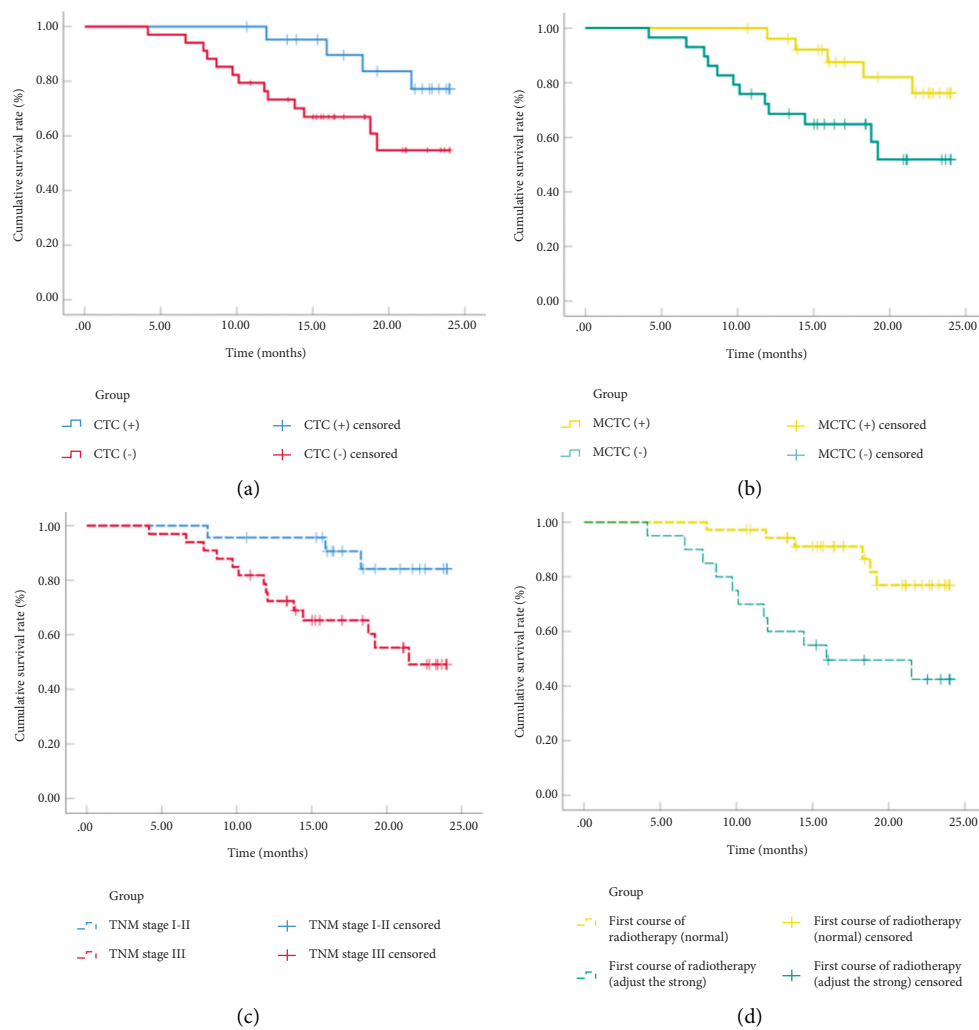 1.00
0.80
0.60
0.40
0.20
0.00
Cumulative survival rate (%)
.00 5.00 10.00 15.00 20.00 25.00
Time (months)
Group
CTC (+) CTC (+) censored
CTC (-) CTC (-) censored
(a)
1.00
0.80
0.60
0.40
0.20
0.00
Cumulative survival rate (%)
.00 5.00 10.00 15.00 20.00 25.00
Time (months)
Group
MCTC (+) MCTC (+) censored
MCTC (-) MCTC (-) censored
(b)
1.00
0.80
0.60
0.40
0.20
0.00
Cumulative survival rate (%)
.00 5.00 10.00 15.00 20.00 25.00
Time (months)
Group
TNM stage I-II TNM stage I-II censored
TNM stage III TNM stage III censored
(c)
1.00
0.80
0.60
0.40
0.20
0.00
Cumulative survival rate (%)
.00 5.00 10.00 15.00 20.00 25.00
Time (months)
Group
First course of
radiotherapy (normal)
First course of radiotherapy
(normal) censored
First course of radiotherapy
(adjust the strong)
First course of radiotherapy
(adjust the strong) censored
(d)